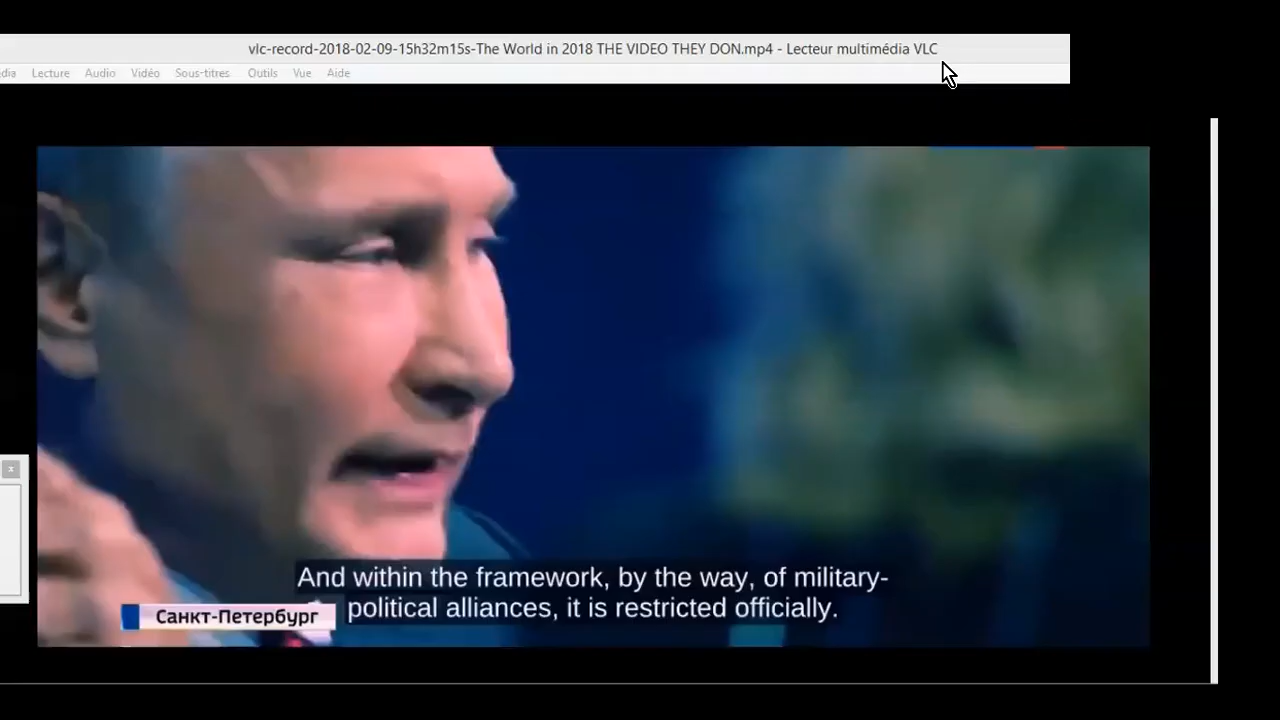 vlc-record-2018-02-09-15h32m15s-The World in 2018 THE VIDEO THEY DON.mp4 - Lecteur multimédia VLC
dia Lecture Audio Vidéo Sous-titres Outils Vue Aide
x
And within the framework, by the way, of military-
political alliances, it is restricted officially.
Санкт-Петербург